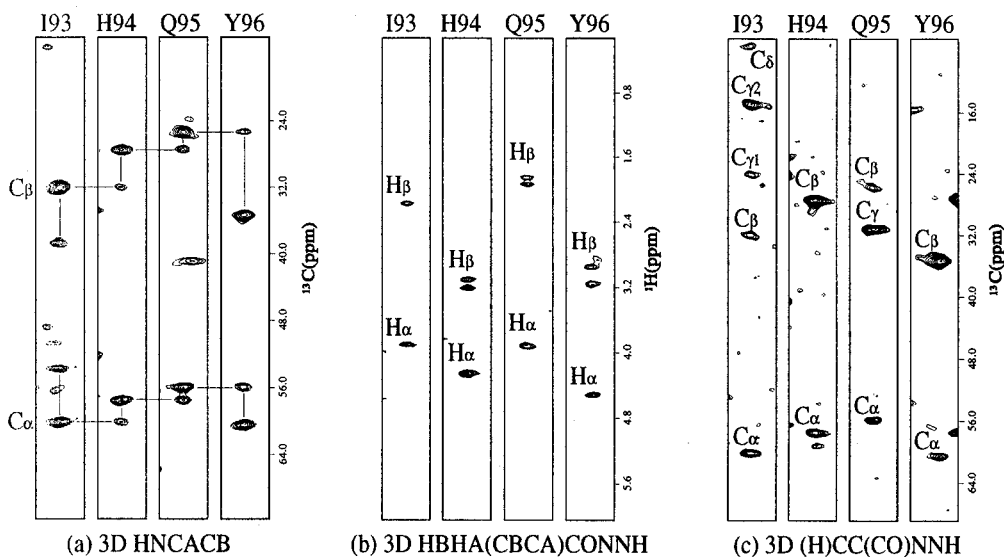 I93 H94 Q95 Y96
24.0
32.0
40.0
48.0
56.0
64.0
¹³C(ppm)
Cβ
Cα
(a) 3D HNCACB
I93 H94 Q95 Y96
0.8
1.6
2.4
3.2
4.0
4.8
5.6
¹H(ppm)
Hβ
Hα
Hβ
Hα
Hβ
Hα
Hβ
Hα
(b) 3D HBHA(CBCA)CONNH
I93 H94 Q95 Y96
16.0
24.0
32.0
40.0
48.0
56.0
64.0
¹³C(ppm)
Cδ
Cγ2
Cγ1
Cβ
Cα
Cβ
Cα
Cβ
Cγ
Cα
Cβ
Cα
(c) 3D (H)CC(CO)NNH